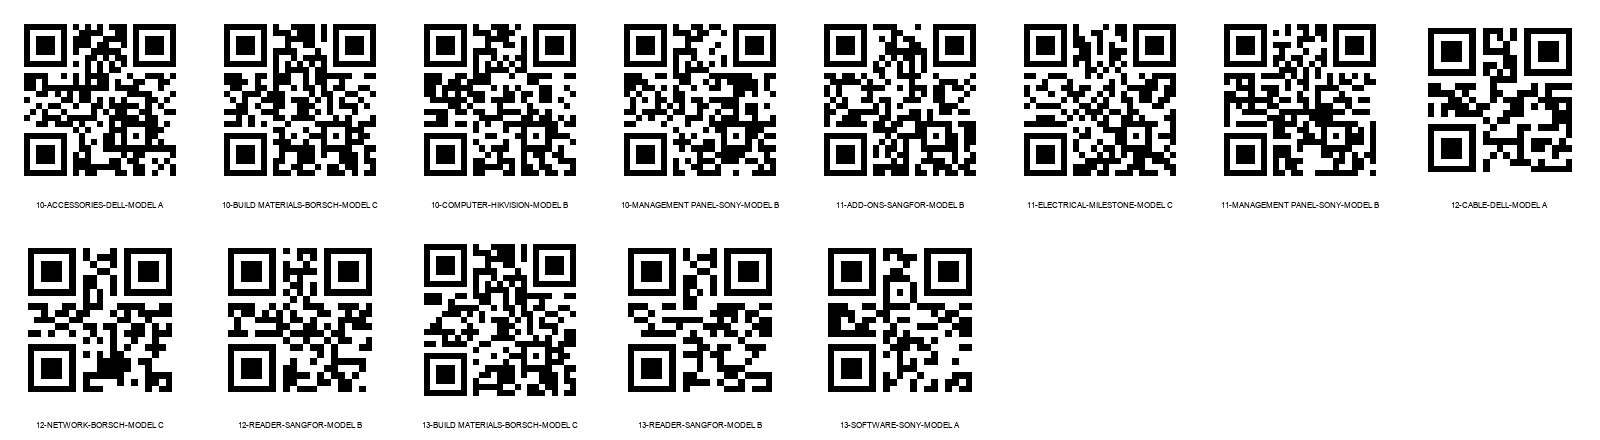 10-ACCESSORIES-DELL-MODEL A
10-BUILD MATERIALS-BORSCH-MODEL C
10-COMPUTER-HIKVISION-MODEL B
10-MANAGEMENT PANEL-SONY-MODEL B
11-ADD-ONS-SANGFOR-MODEL B
11-ELECTRICAL-MILESTONE-MODEL C
11-MANAGEMENT PANEL-SONY-MODEL B
12-CABLE-DELL-MODEL A
12-NETWORK-BORSCH-MODEL C
12-READER-SANGFOR-MODEL B
13-BUILD MATERIALS-BORSCH-MODEL C
13-READER-SANGFOR-MODEL B
13-SOFTWARE-SONY-MODEL A